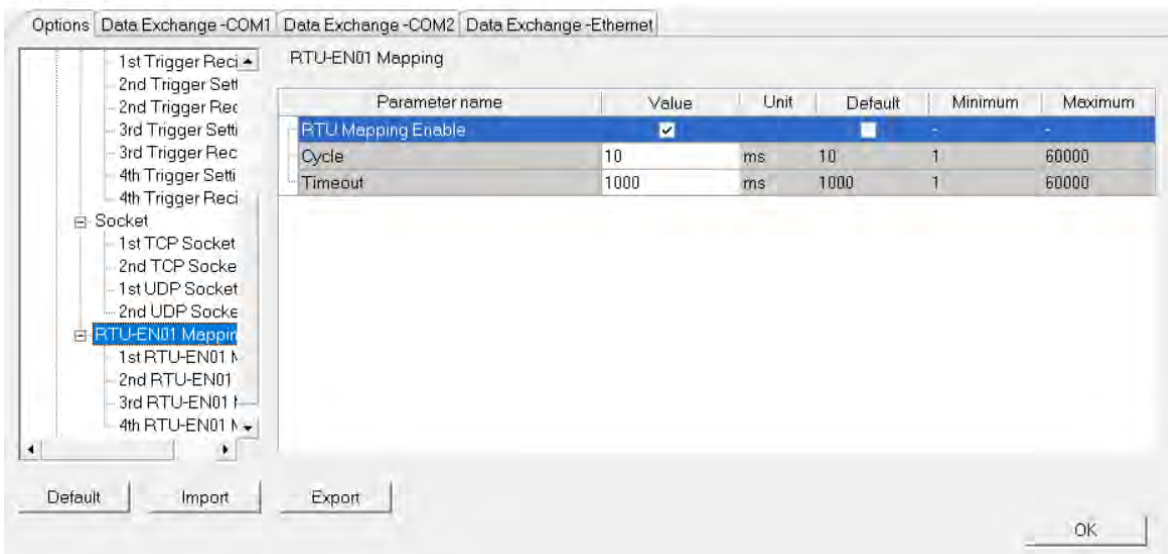 Options Data Exchange -COM1 Data Exchange -COM2 Data Exchange -Ethernet
1st Trigger Reci
2nd Trigger Sett
2nd Trigger Rec
3rd Trigger Setti
3rd Trigger Rec
4th Trigger Setti
4th Trigger Reci
Socket
1st TCP Socket
2nd TCP Socke
1st UDP Socket
2nd UDP Socke
RTU-EN01 Mappin
1st RTU-EN01 M
2nd RTU-EN01
3rd RTU-EN01 M
4th RTU-EN01 M
RTU-EN01 Mapping
Parameter name Value Unit Default Minimum Maximum
RTU Mapping Enable - -
Cycle 10 ms 10 1 60000
Timeout 1000 ms 1000 1 60000
Default Import Export
OK